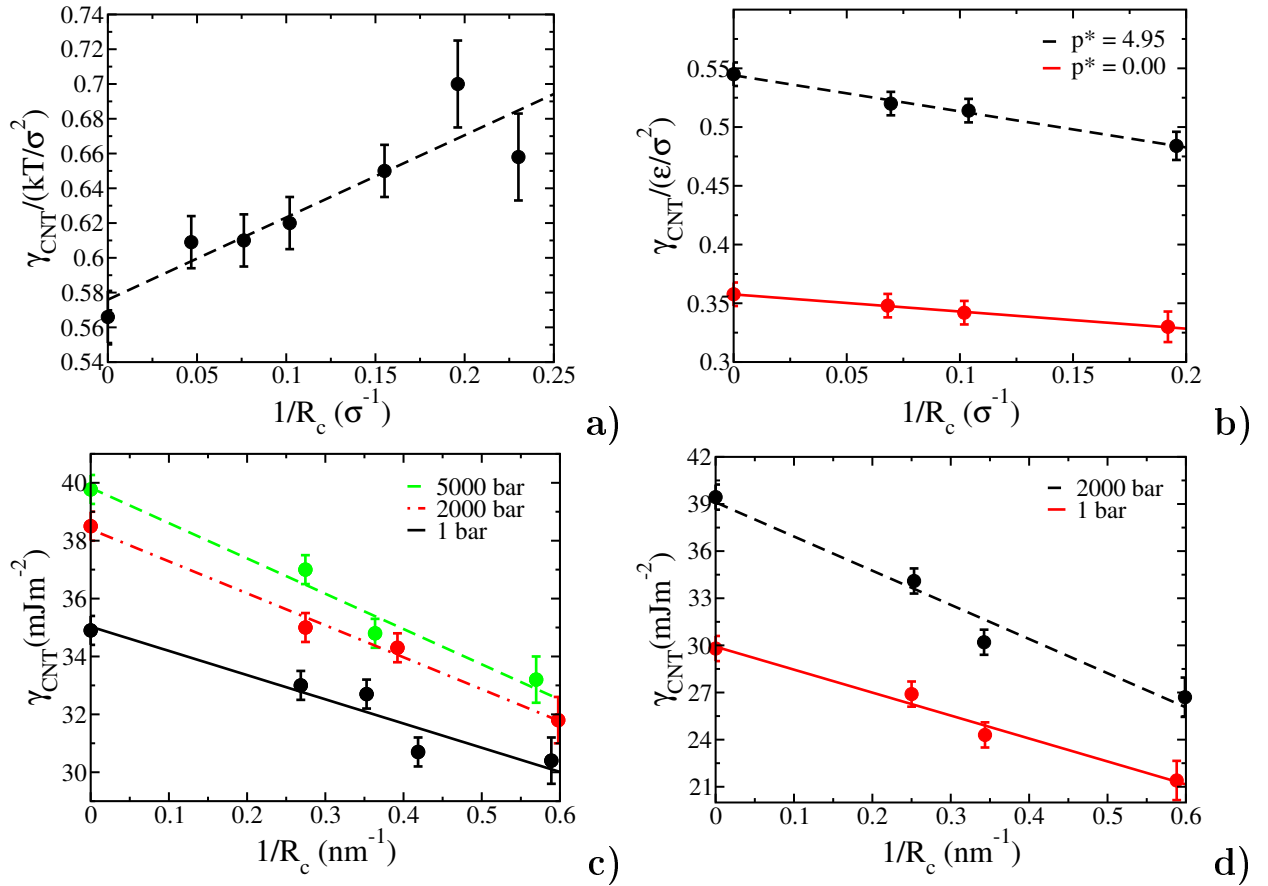 0.74
0.72
0.7
0.68
0.66
0.64
0.62
0.6
0.58
0.56
0.54
γCNT/(kT/σ²)
0 0.05 0.1 0.15 0.2 0.25
1/Rc (σ⁻¹)
a)
p* = 4.95
p* = 0.00
0.55
0.5
0.45
0.4
0.35
0.3
γCNT/(ε/σ²)
0 0.05 0.1 0.15 0.2
1/Rc (σ⁻¹)
b)
5000 bar
2000 bar
1 bar
40
38
36
34
32
30
γCNT(mJm⁻²)
0 0.1 0.2 0.3 0.4 0.5 0.6
1/Rc (nm⁻¹)
c)
2000 bar
1 bar
42
39
36
33
30
27
24
21
γCNT(mJm⁻²)
0 0.1 0.2 0.3 0.4 0.5 0.6
1/Rc (nm⁻¹)
d)